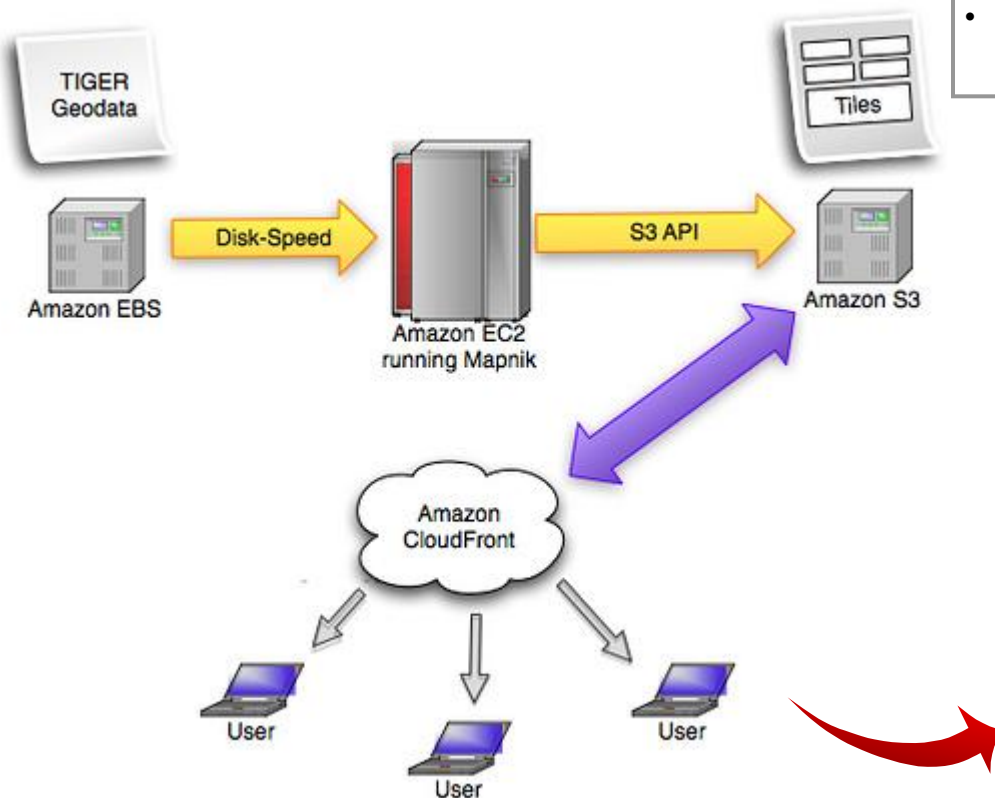 TIGER
Geodata
Tiles
Disk-Speed
S3 API
Amazon EBS
Amazon EC2
running Mapnik
Amazon S3
Amazon
CloudFront
User
User
User